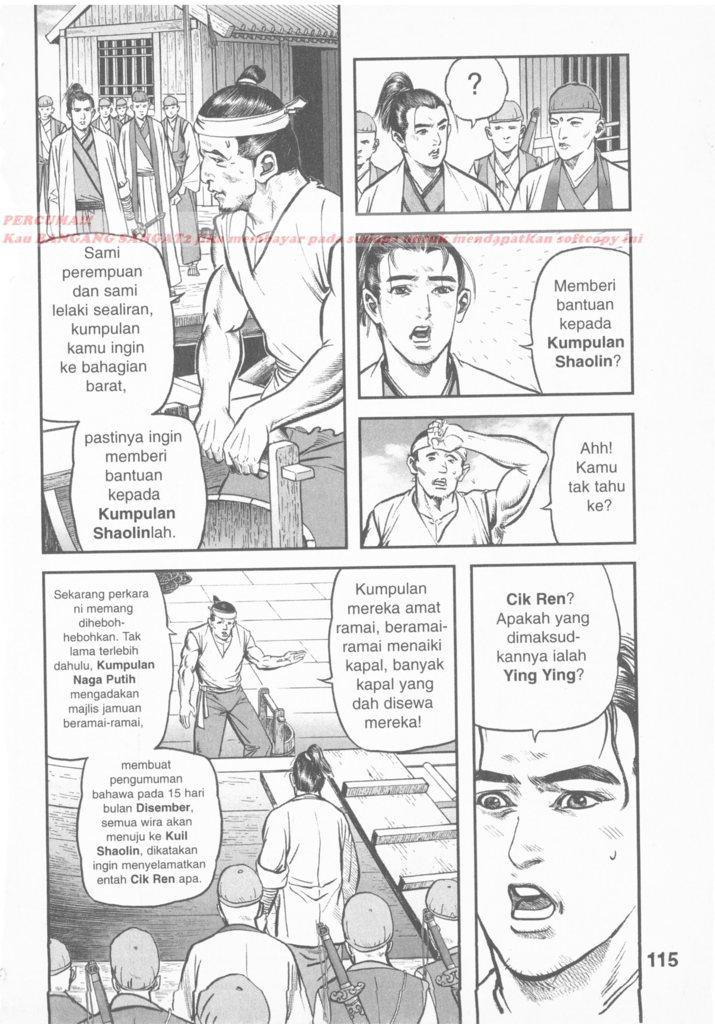 PERCUMA!!!
Kau BANGANG SANGAT2 jika membayar pada
untuk mendapatkan softcopy ini
Sami
perempuan
dan sami
lelaki sealiran,
kumpulan
kamu ingin
ke bahagian
barat,
pastinya ingin
memberi
bantuan
kepada
Kumpulan
Shaolinlah.
?
Memberi
bantuan
kepada
Kumpulan
Shaolin?
Ahh!
Kamu
tak tahu
ke?
Sekarang perkara
ni memang
diheboh-
hebohkan. Tak
lama terlebih
dahulu, Kumpulan
Naga Putih
mengadakan
majlis jamuan
beramai-ramai,
membuat
pengumuman
bahawa pada 15 hari
bulan Disember,
semua wira akan
menuju ke Kuil
Shaolin, dikatakan
ingin menyelamatkan
entah Cik Ren apa.
Kumpulan
mereka amat
ramai, beramai-
ramai menaiki
kapal, banyak
kapal yang
dah disewa
mereka!
Cik Ren?
Apakah yang
dimaksud-
kannya ialah
Ying Ying?
115